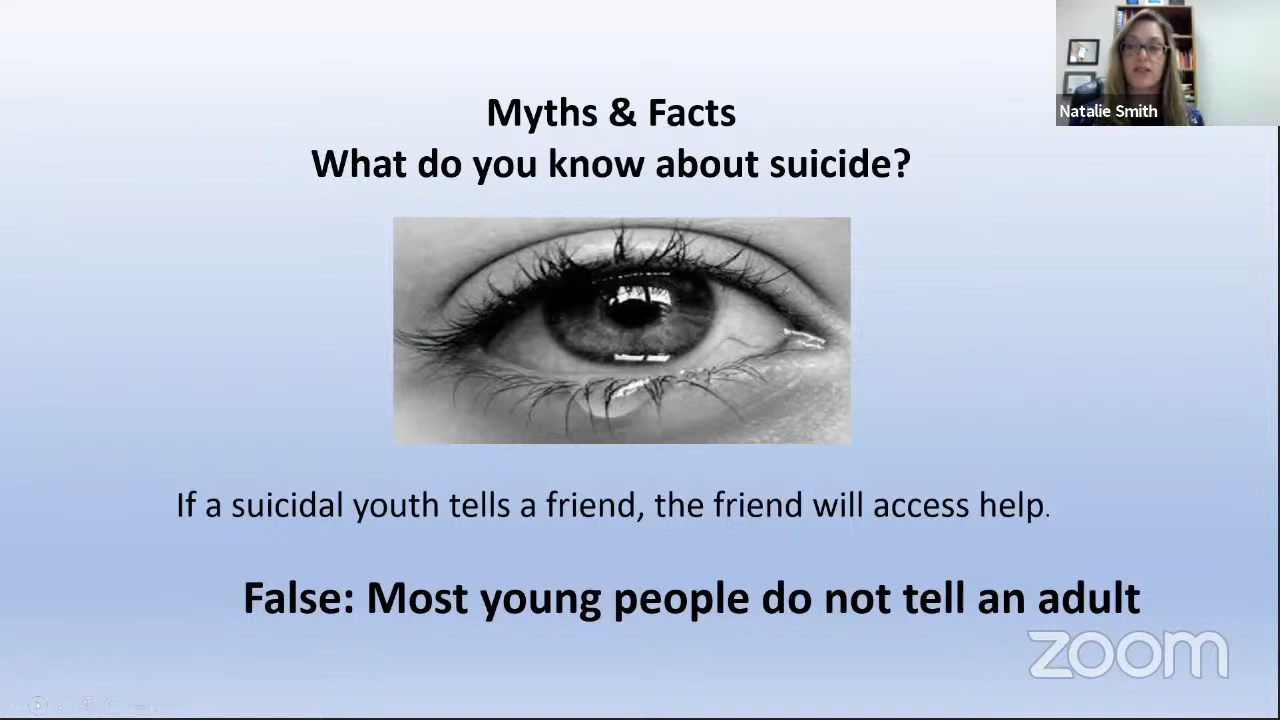 Myths & Facts
What do you know about suicide?
Natalie Smith
If a suicidal youth tells a friend, the friend will access help.
False: Most young people do not tell an adult
zoom